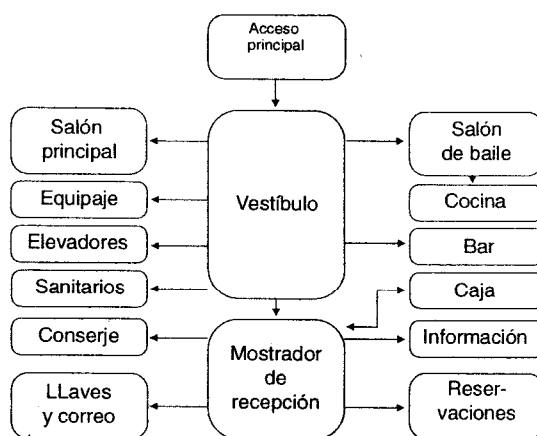 Acceso
principal
Salón
principal
Equipaje
Elevadores
Sanitarios
Conserje
LLaves
y correo
Vestíbulo
Mostrador
de
recepción
Salón
de baile
Cocina
Bar
Caja
Información
Reser-
vaciones